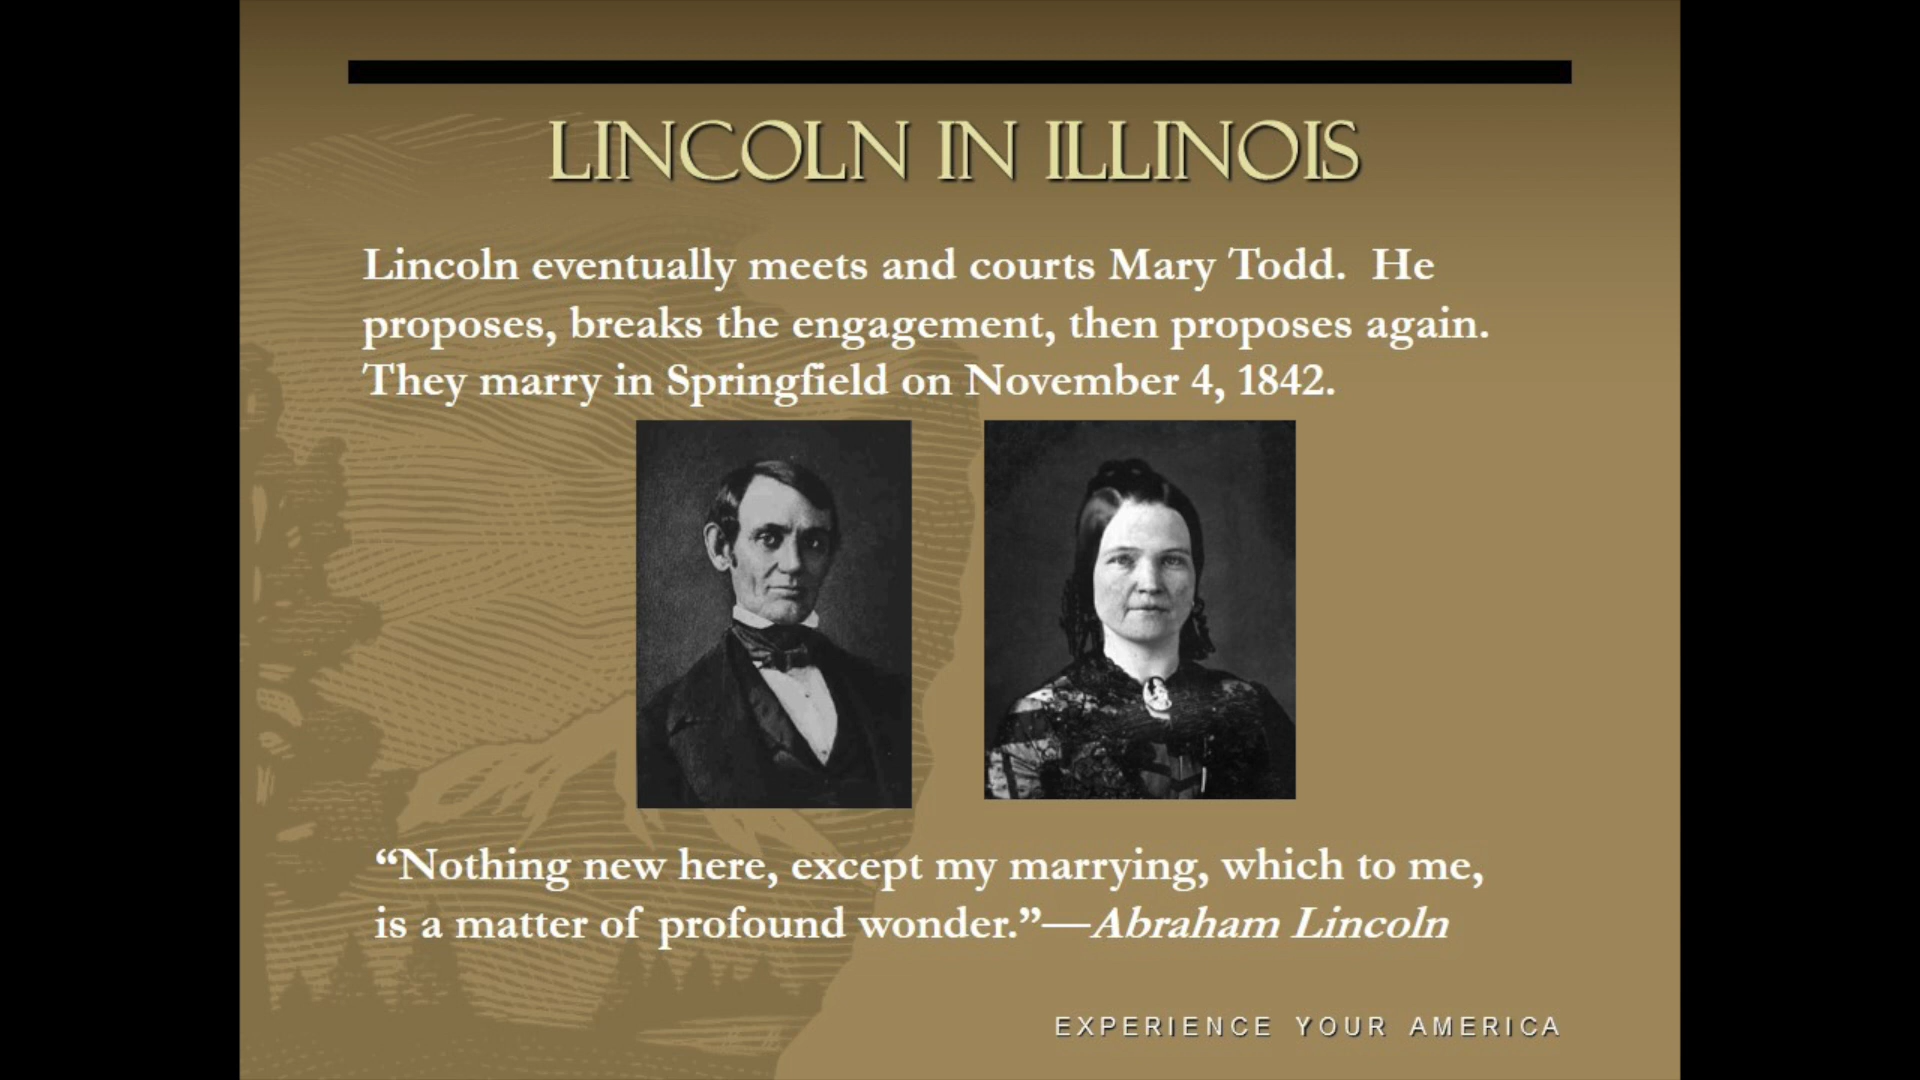 LINCOLN IN ILLINOIS
Lincoln eventually meets and courts Mary Todd.  He
proposes, breaks the engagement, then proposes again.
They marry in Springfield on November 4, 1842.
“Nothing new here, except my marrying, which to me,
is a matter of profound wonder.”—Abraham Lincoln
EXPERIENCE YOUR AMERICA